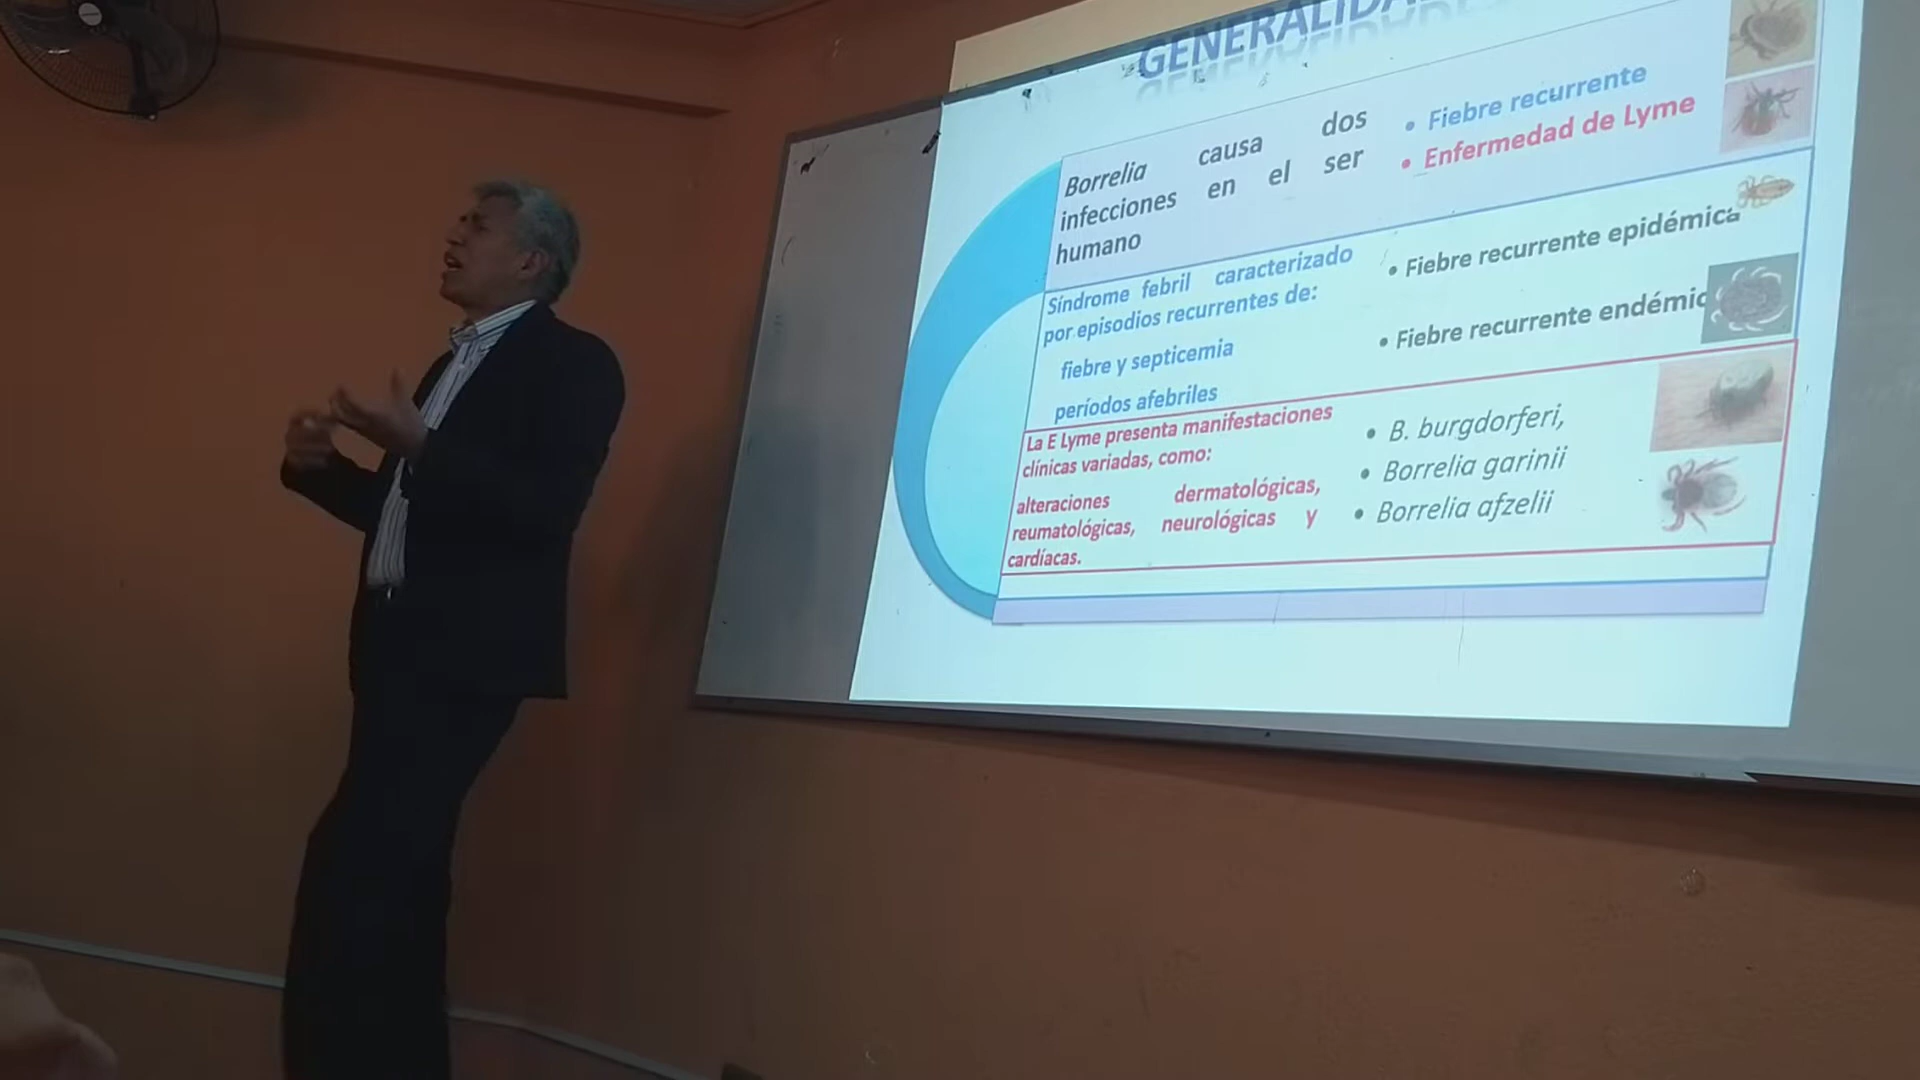 Borrelia causa dos
infecciones en el ser
humano
• Fiebre recurrente
• Enfermedad de Lyme
Síndrome febril caracterizado
por episodios recurrentes de:
fiebre y septicemia
períodos afebriles
• Fiebre recurrente epidémica
• Fiebre recurrente
La E Lyme presenta manifestaciones
clínicas variadas, como:
alteraciones dermatológicas,
reumatológicas, neurológicas y
cardíacas.
• B. burgdorferi,
• Borrelia garinii
• Borrelia afzelii